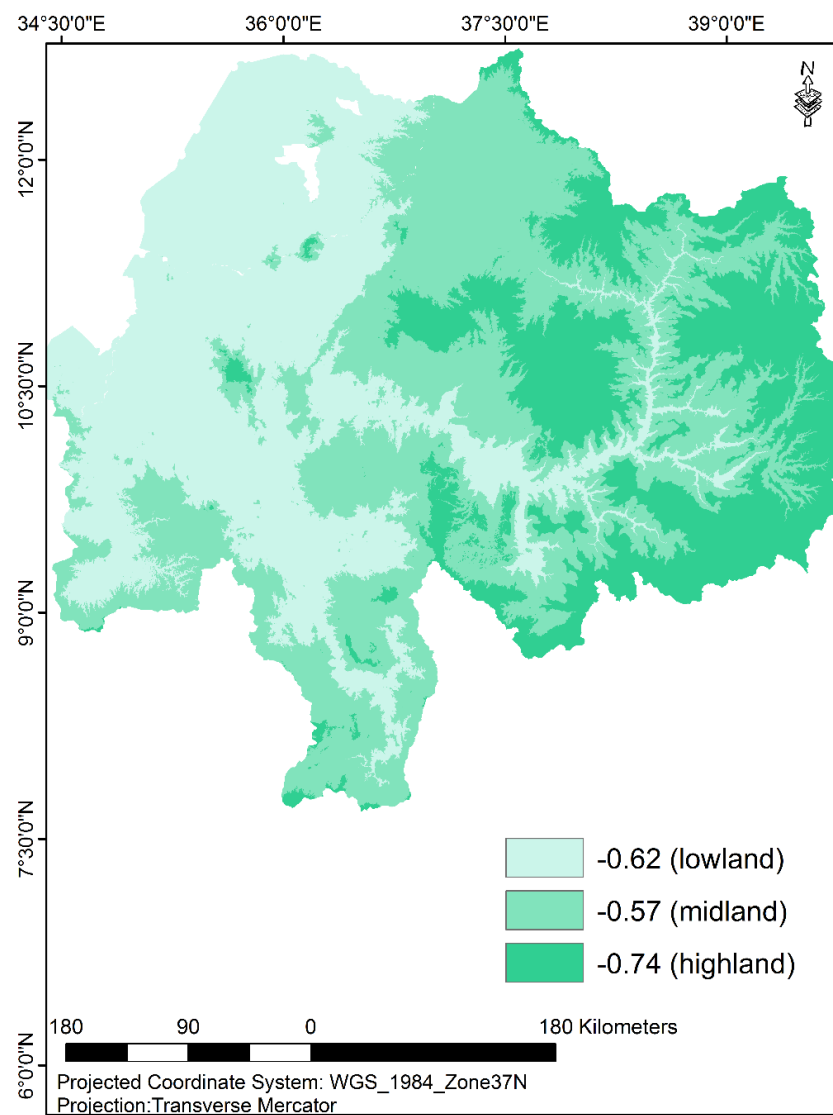 34°30'0"E 36°0'0"E 37°30'0"E 39°0'0"E
N
12°0'0"N
10°30'0"N
9°0'0"N
7°30'0"N
6°0'0"N
-0.62 (lowland)
-0.57 (midland)
-0.74 (highland)
180 90 0 180 Kilometers
Projected Coordinate System: WGS_1984_Zone37N
Projection:Transverse Mercator